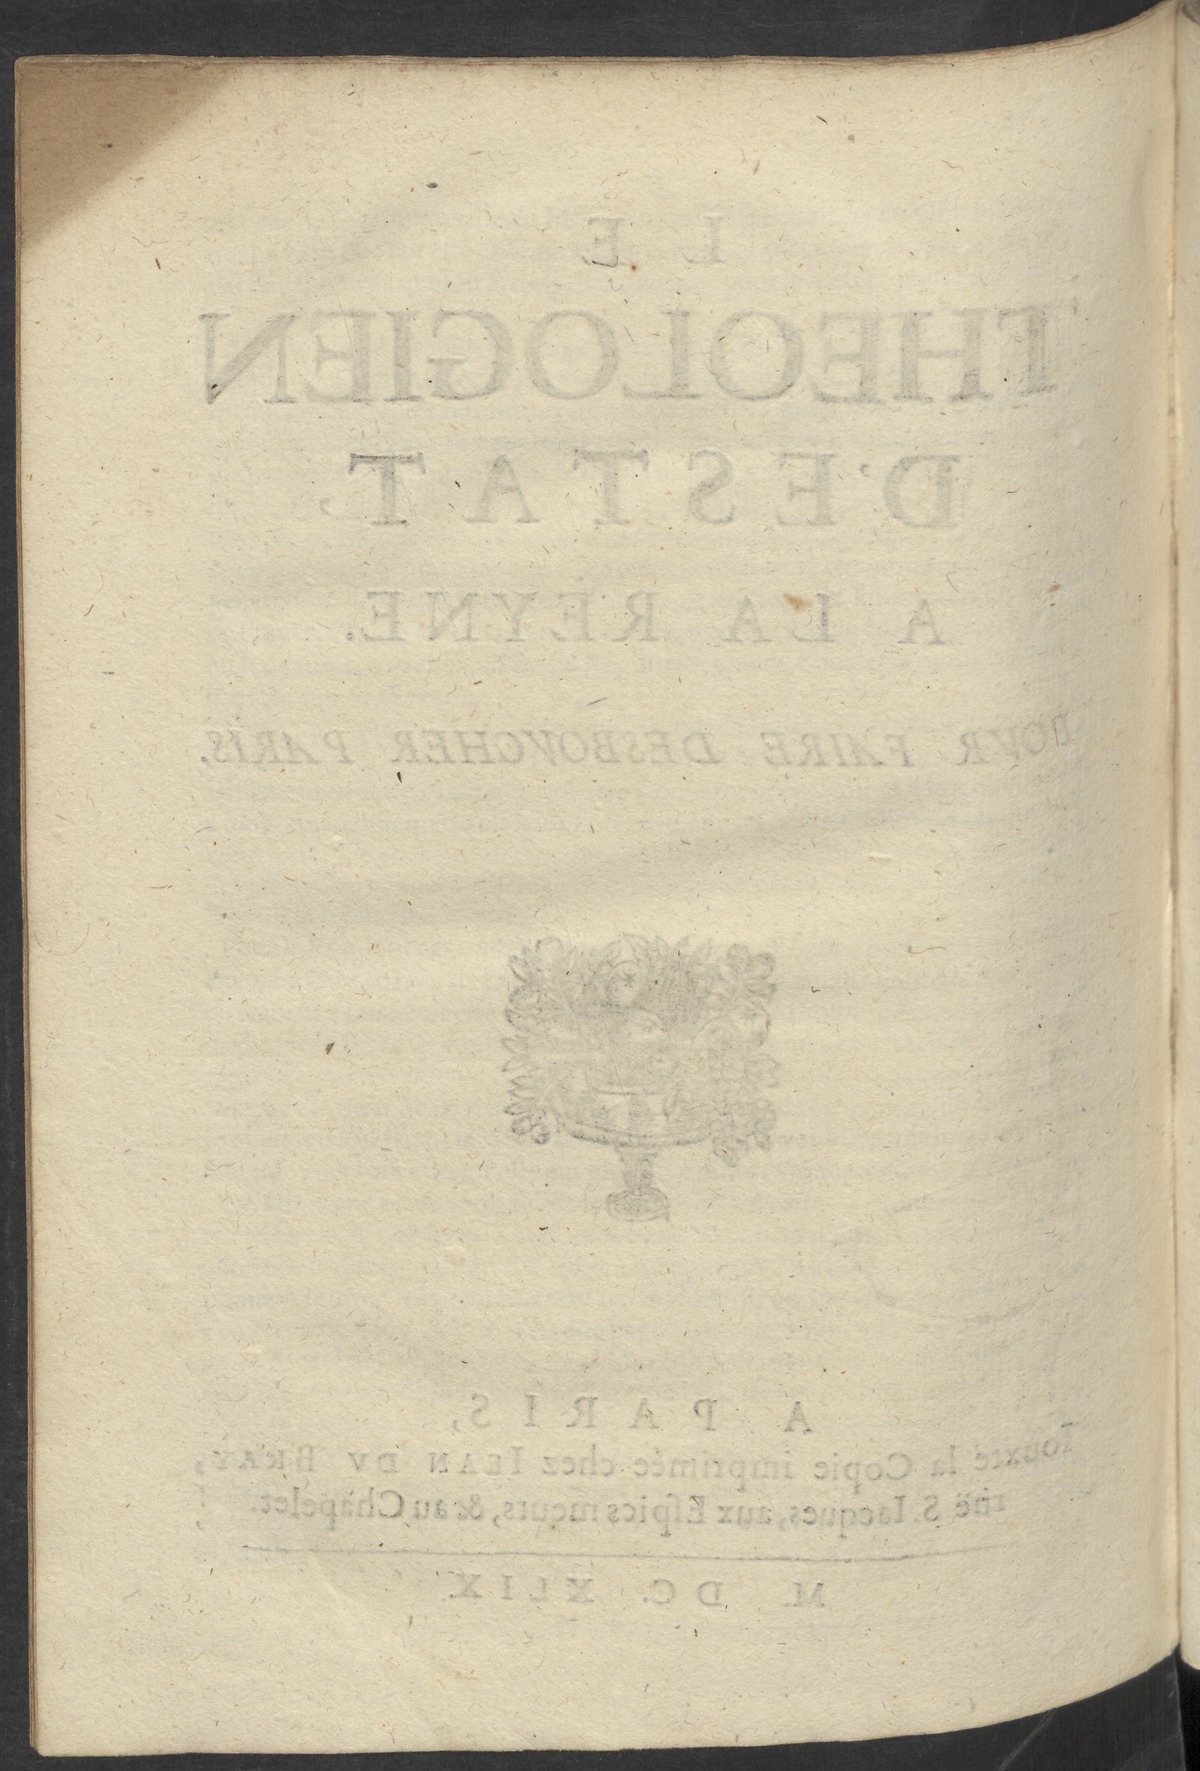 LE
THEOLOGIEN
D'ESTAT,
A LA REYNE.
POVR FAIRE DESBOVCHER PARIS.
A PARIS,
Iouxte la Copie imprimée chez IEAN DV BRAY,
ruë S. Iacques, aux Espics meurs, & au Chapelet.
M. DC. XLIX.